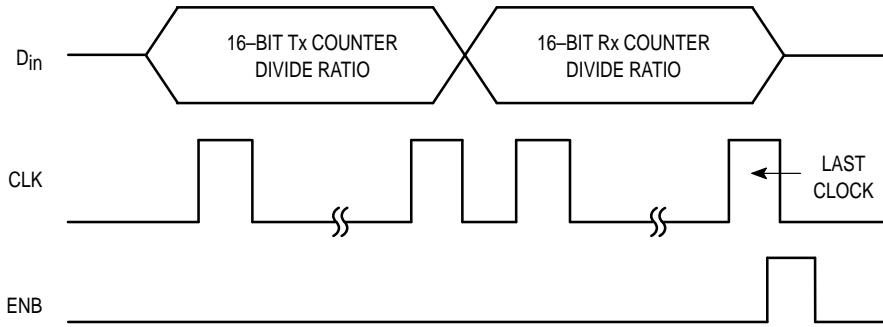 Din
16–BIT Tx COUNTER
DIVIDE RATIO
16–BIT Rx COUNTER
DIVIDE RATIO
CLK
LAST
CLOCK
ENB